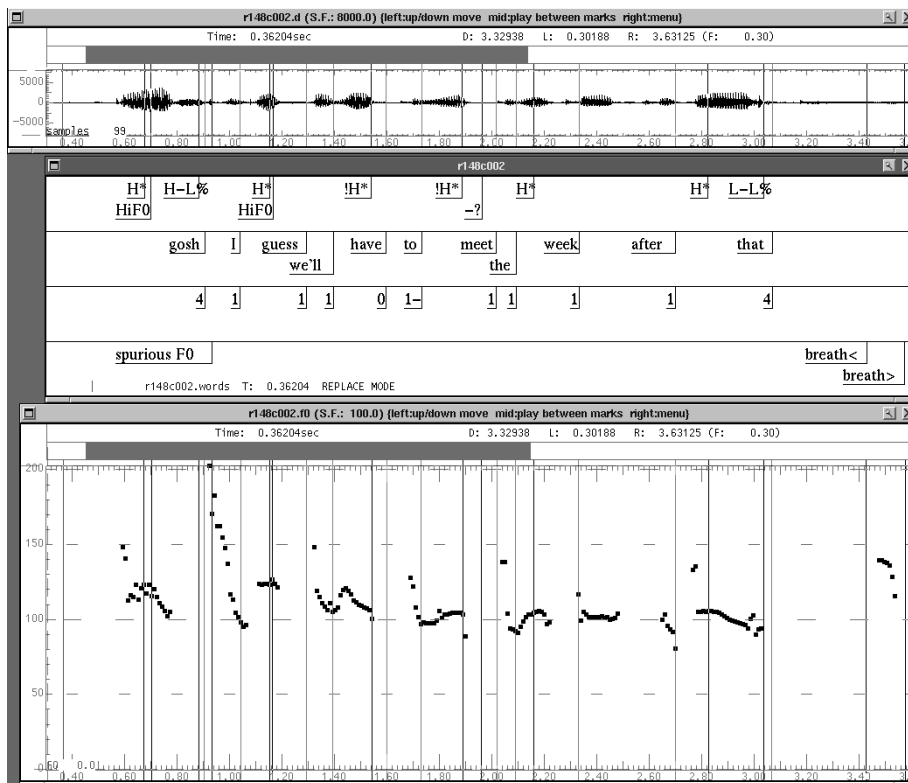 r148c002.d (S.F.: 8000.0) {left:up/down move mid:play between marks right:menu}
Time: 0.36204sec D: 3.32938 L: 0.30188 R: 3.63125 (F: 0.30)
5000
0
-5000
samples 99
0.40 0.60 0.80 1.00 1.20 1.40 1.60 1.80 2.00 2.20 2.40 2.60 2.80 3.00 3.20 3.40 3.6
r148c002
H* H-L% H* !H* !H* H* H* L-L%
HiF0 HiF0 -?
gosh I guess have to meet week after that
we'll the
4 1 1 1 0 1- 1 1 1 1 4
spurious F0 breath<
breath>
r148c002.words T: 0.36204 REPLACE MODE
r148c002.f0 (S.F.: 100.0) {left:up/down move mid:play between marks right:menu}
Time: 0.36204sec D: 3.32938 L: 0.30188 R: 3.63125 (F: 0.30)
200
150
100
50
0.0
0.40 0.60 0.80 1.00 1.20 1.40 1.60 1.80 2.00 2.20 2.40 2.60 2.80 3.00 3.20 3.40 3.6